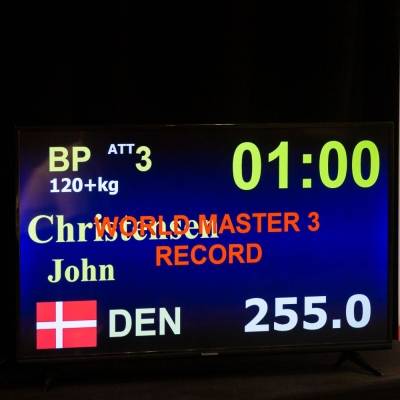 BP ATT 3 01:00
120+kg
Christensen
WORLD MASTER 3
RECORD
John
DEN 255.0